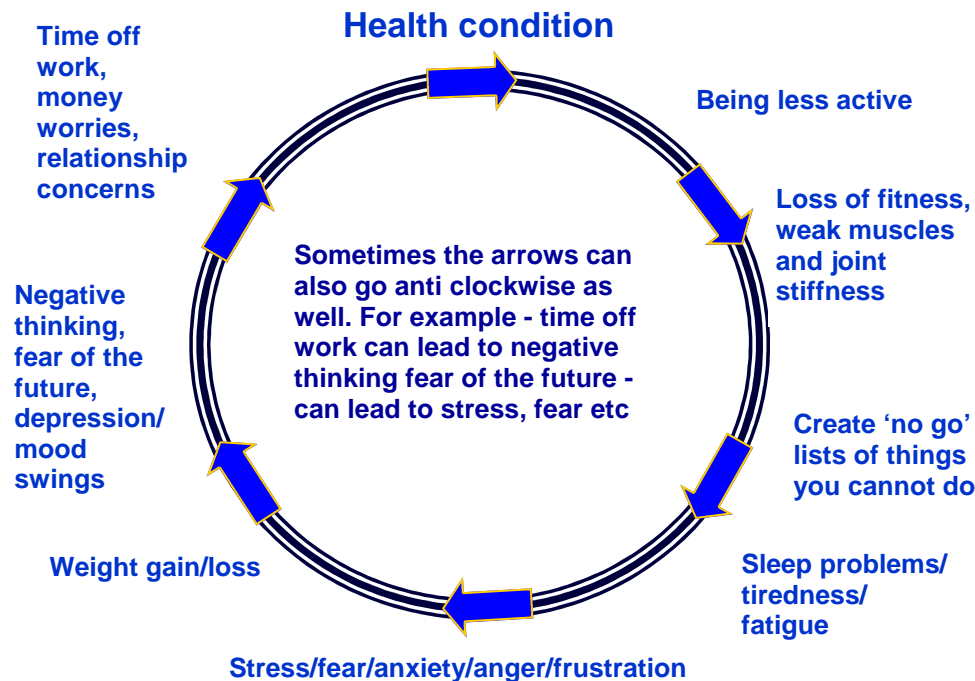 Health condition
Being less active
Loss of fitness,
weak muscles
and joint
stiffness
Create ‘no go’
lists of things
you cannot do
Sleep problems/
tiredness/
fatigue
Stress/fear/anxiety/anger/frustration
Weight gain/loss
Negative
thinking,
fear of the
future,
depression/
mood
swings
Time off
work,
money
worries,
relationship
concerns
Sometimes the arrows can
also go anti clockwise as
well. For example - time off
work can lead to negative
thinking fear of the future -
can lead to stress, fear etc